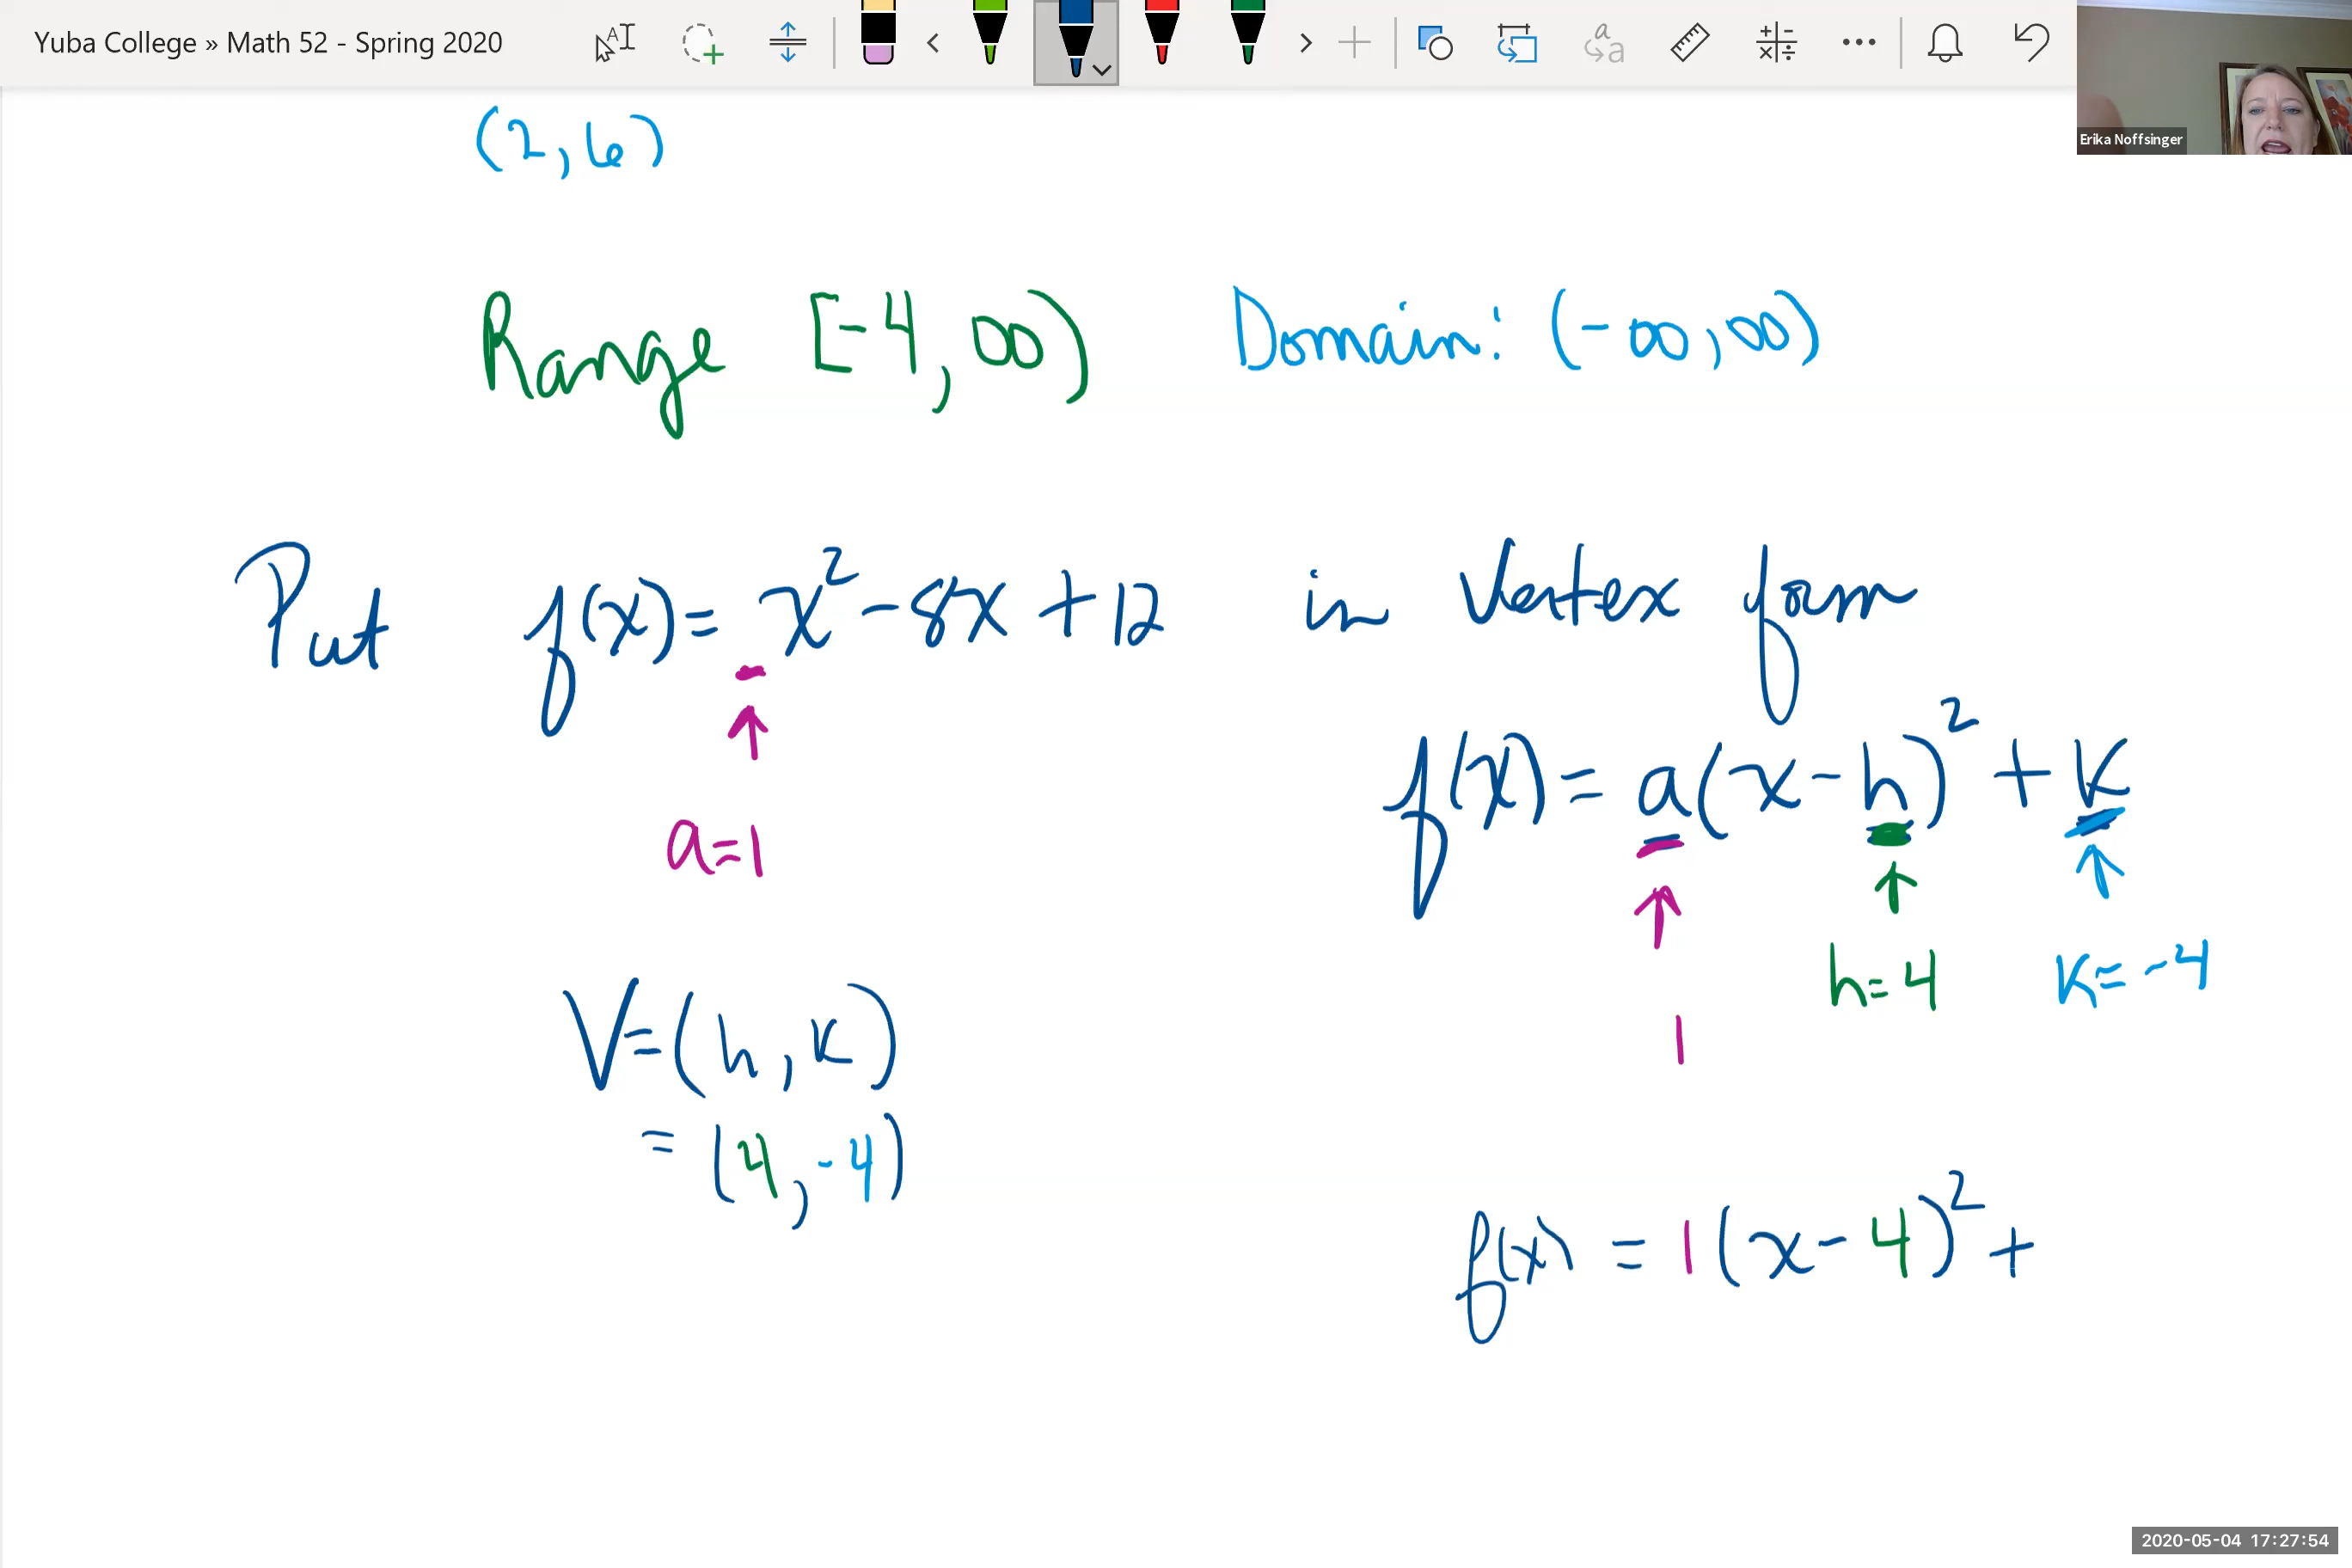 Yuba College » Math 52 - Spring 2020
Erika Noffsinger
(2, 6)
Range [-4, ∞) Domain: (-∞, ∞)
Put f(x) = x² - 8x + 12 in Vertex form
f(x) = a(x - h)² + k
a = 1
h = 4 k = -4
1
V = (h, k)
= (4, -4)
f(x) = 1(x - 4)² +
2020-05-04 17:27:54